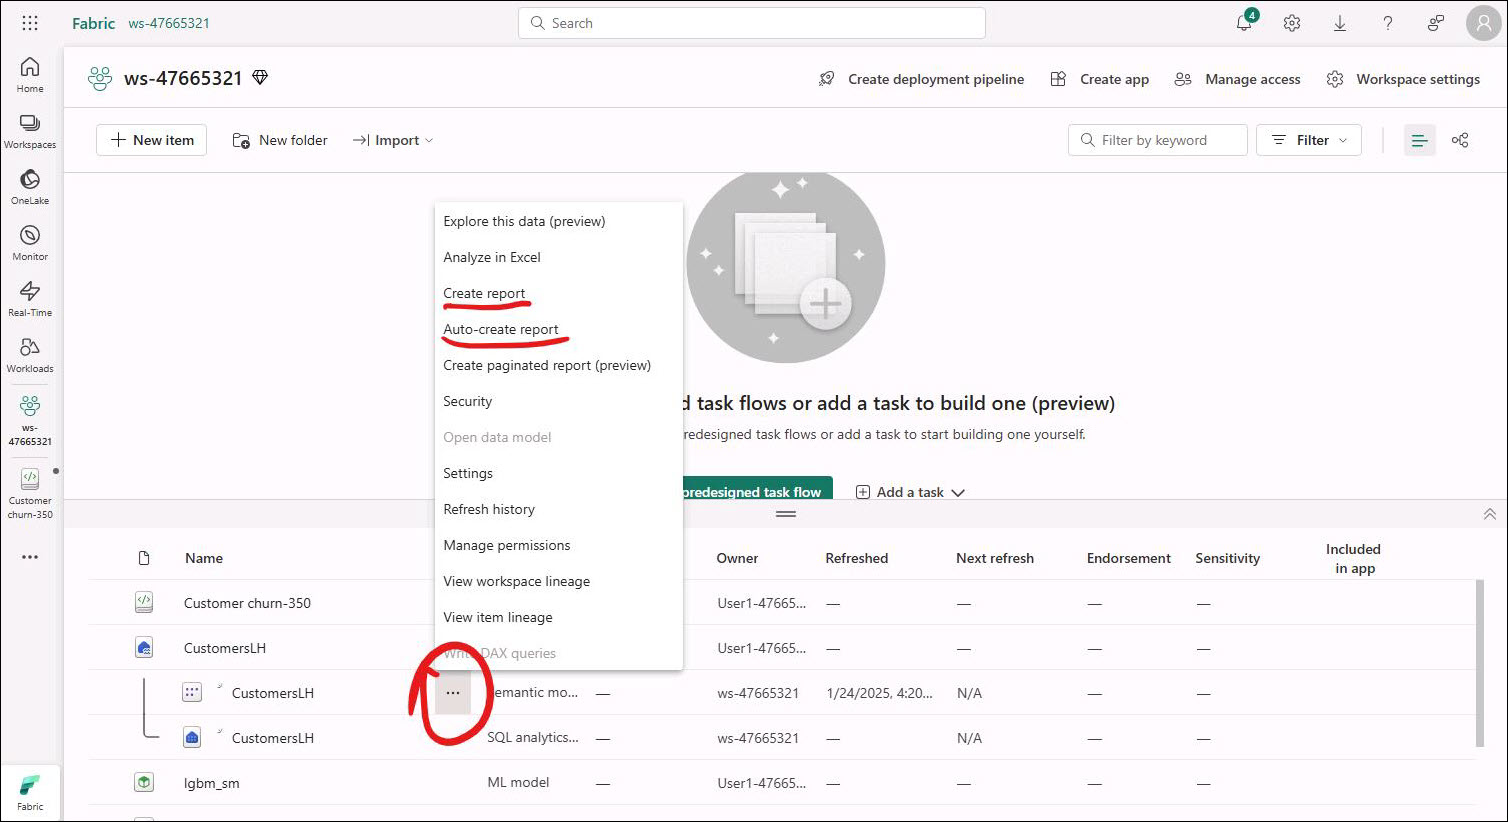 Fabric ws-47665321
Search
4
Home
Workspaces
OneLake
Monitor
Real-Time
Workloads
ws-
47665321
Customer
churn-350
Fabric
ws-47665321
Create deployment pipeline
Create app
Manage access
Workspace settings
New item
New folder
Import
Filter by keyword
Filter
Explore this data (preview)
Analyze in Excel
Create report
Auto-create report
Create paginated report (preview)
Security
Open data model
Settings
Refresh history
Manage permissions
View workspace lineage
View item lineage
Write DAX queries
d task flows or add a task to build one (preview)
redesigned task flows or add a task to start building one yourself.
predesigned task flow
Add a task
Name Owner Refreshed Next refresh Endorsement Sensitivity Included
in app
Customer churn-350 User1-47665... — — — —
CustomersLH User1-47665... — — — —
CustomersLH ... emantic mo... — ws-47665321 1/24/2025, 4:20... N/A — —
CustomersLH SQL analytics... — ws-47665321 — N/A — —
lgbm_sm ML model — User1-47665... — — — —